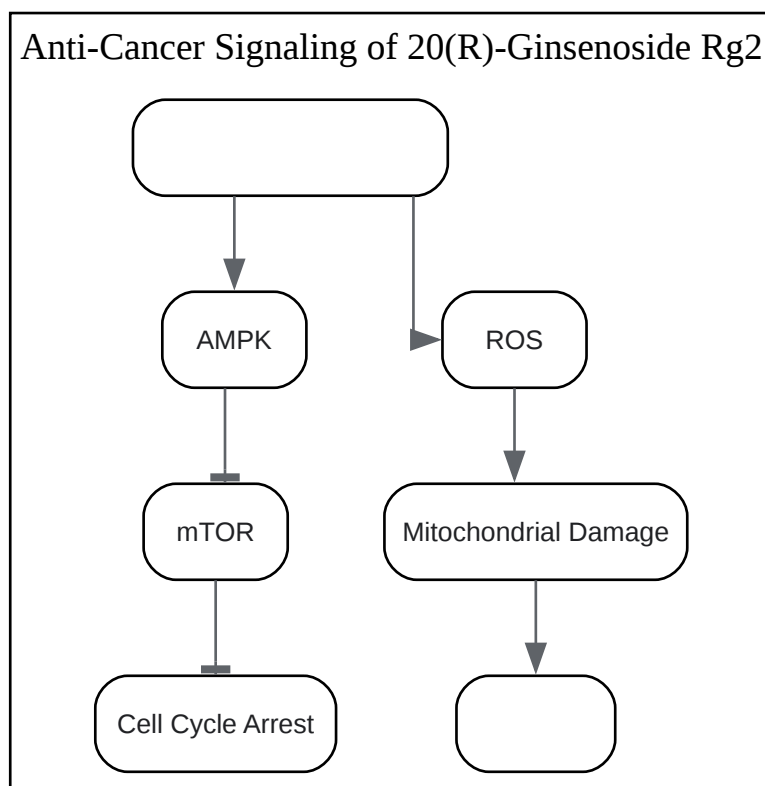 Anti-Cancer Signaling of 20(R)-Ginsenoside Rg2
AMPK
ROS
mTOR
Mitochondrial Damage
Cell Cycle Arrest